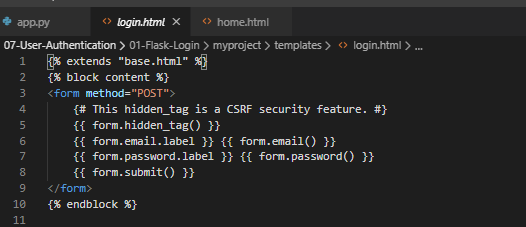 app.py login.html × home.html
07-User-Authentication > 01-Flask-Login > myproject > templates > <> login.html > ...
1 {% extends "base.html" %}
2 {% block content %}
3 <form method="POST">
4 {# This hidden_tag is a CSRF security feature. #}
5 {{ form.hidden_tag() }}
6 {{ form.email.label }} {{ form.email() }}
7 {{ form.password.label }} {{ form.password() }}
8 {{ form.submit() }}
9 </form>
10 {% endblock %}
11